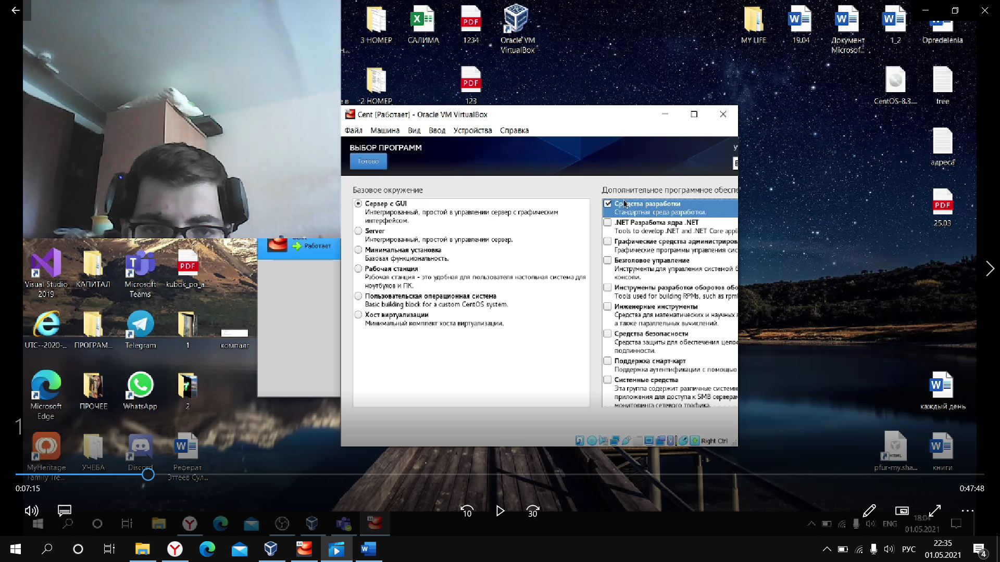 3 НОМЕР
САЛИМА
1234
Oracle VM
VirtualBox
MY LIFE
19.04
Документ
Microsof...
1_2
Opredelenia
2 НОМЕР
123
CentOS-8.3....
tree
адреса
25.03
Cent [Работает] - Oracle VM VirtualBox
Файл Машина Вид Ввод Устройства Справка
ВЫБОР ПРОГРАММ
Готово
Базовое окружение
Сервер с GUI
Интегрированный, простой в управлении сервер с графическим
интерфейсом.
Server
Интегрированный, простой в управлении сервер.
Минимальная установка
Базовая функциональность.
Рабочая станция
Рабочая станция - это удобная для пользователя настольная система для
ноутбуков и ПК.
Пользовательская операционная система
Basic building block for a custom CentOS system.
Хост виртуализации
Минимальный комплект хоста виртуализации.
Дополнительное программное обеспе
Средства разработки
Стандартная среда разработки.
.NET Разработка ядра .NET
Tools to develop .NET and .NET Core appl
Графические средства администриров
Графические программы управления сис
Безголовое управление
Инструменты для управления системой б
консоли.
Инструменты разработки оборотов обо
Tools used for building RPMs, such as rpm
Инженерные инструменты
Средства для математических и научных в
а также параллельных вычислений.
Средства безопасности
Средства защиты для обеспечения целос
подлинности.
Поддержка смарт-карт
Поддержка аутентификации с помощью
Системные средства
Эта группа содержит различные системн
приложения для доступа к SMB серверам
мониторинга сетевого трафика.
Right Ctrl
Работает
Visual Studio
2019
КАПИТАЛ
Microsoft
Teams
PDF
kubok_po_a...
UTC--2020-...
ПРОГРАМ...
Telegram
1
компалг
Microsoft
Edge
ПРОЧЕЕ
WhatsApp
2
каждый день
MyHeritage
Family Tre...
УЧЕБА
Discord
Реферат
Эттеев Сул...
HTML
pfur-my.sha...
книги
0:07:15
0:47:48
10
30
ENG
18:04
01.05.2021
РУС
22:35
01.05.2021
4